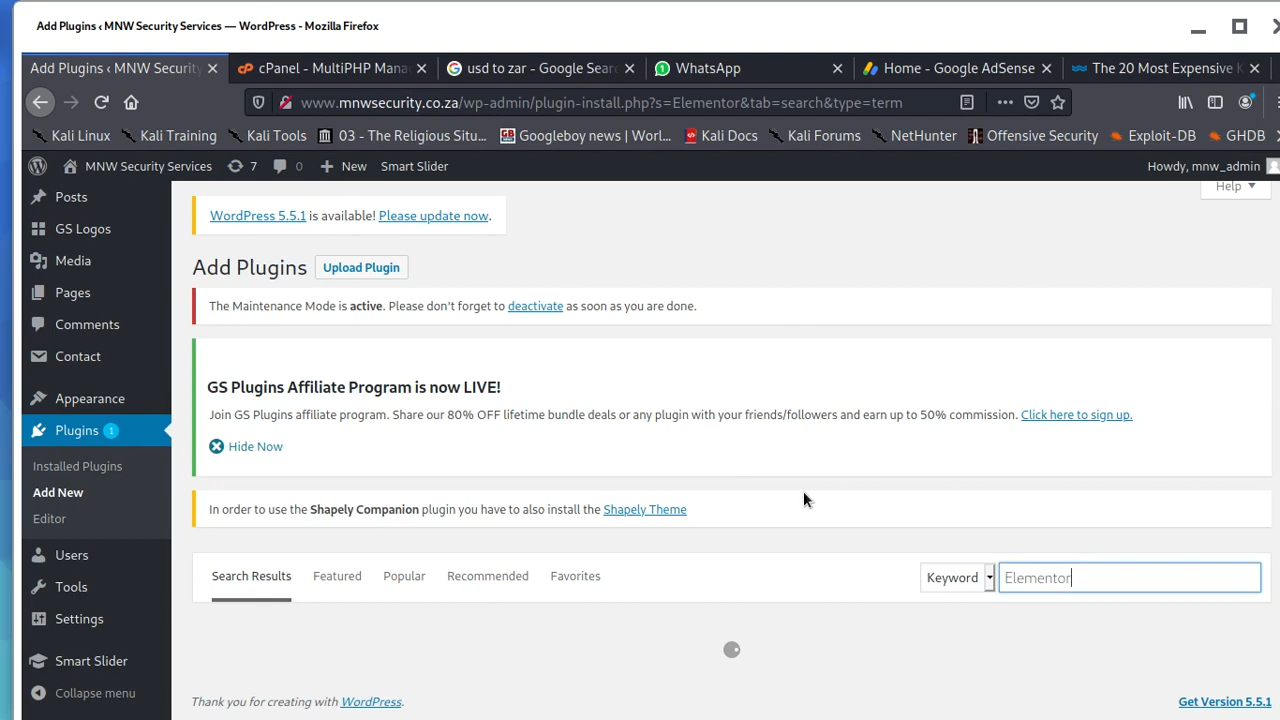 Add Plugins ‹ MNW Security Services — WordPress - Mozilla Firefox
Add Plugins ‹ MNW Security
cPanel - MultiPHP Mana
usd to zar - Google Sear
WhatsApp
Home - Google AdSense
The 20 Most Expensive
www.mnwsecurity.co.za/wp-admin/plugin-install.php?s=Elementor&tab=search&type=term
Kali Linux
Kali Training
Kali Tools
03 - The Religious Situ...
Googleboy news | Worl...
Kali Docs
Kali Forums
NetHunter
Offensive Security
Exploit-DB
GHDB
MNW Security Services
7
0
New
Smart Slider
Howdy, mnw_admin
Posts
GS Logos
Media
Pages
Comments
Contact
Appearance
Plugins 1
Installed Plugins
Add New
Editor
Users
Tools
Settings
Smart Slider
Collapse menu
Help
WordPress 5.5.1 is available! Please update now.
Add Plugins
Upload Plugin
The Maintenance Mode is active. Please don't forget to deactivate as soon as you are done.
GS Plugins Affiliate Program is now LIVE!
Join GS Plugins affiliate program. Share our 80% OFF lifetime bundle deals or any plugin with your friends/followers and earn up to 50% commission. Click here to sign up.
Hide Now
In order to use the Shapely Companion plugin you have to also install the Shapely Theme
Search Results
Featured
Popular
Recommended
Favorites
Keyword
Elementor
Thank you for creating with WordPress.
Get Version 5.5.1